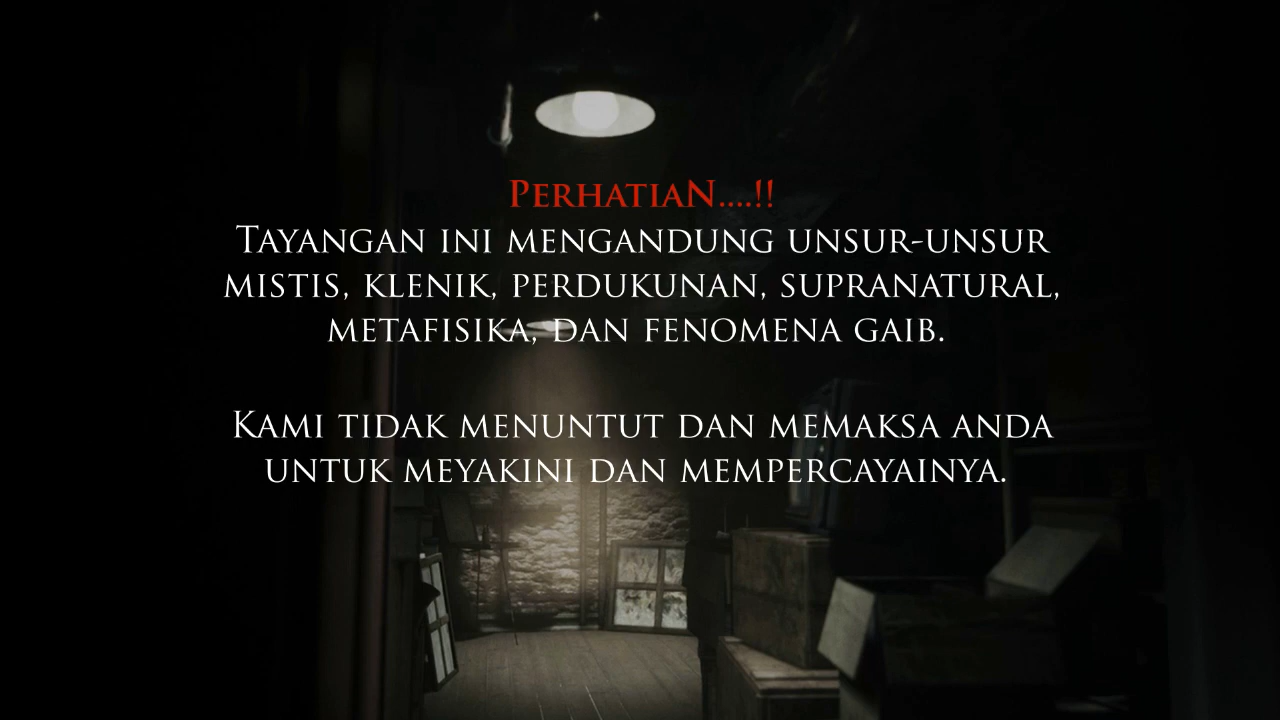 PerhatiaN....!!
Tayangan ini mengandung unsur-unsur
mistis, klenik, perdukunan, supranatural,
metafisika, dan fenomena gaib.
Kami tidak menuntut dan memaksa anda
untuk meyakini dan mempercayainya.